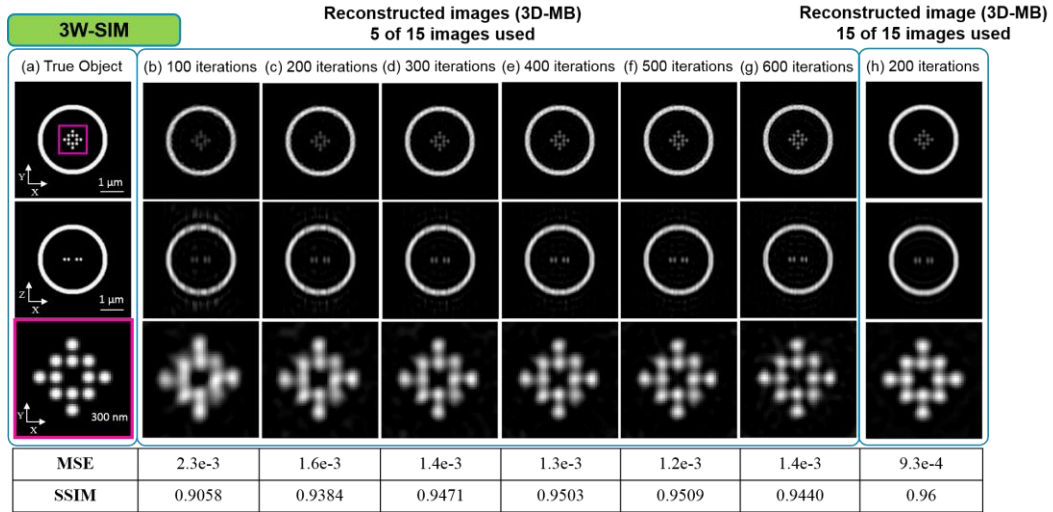 3W-SIM
Reconstructed images (3D-MB)
5 of 15 images used
Reconstructed image (3D-MB)
15 of 15 images used
(a) True Object
(b) 100 iterations
(c) 200 iterations
(d) 300 iterations
(e) 400 iterations
(f) 500 iterations
(g) 600 iterations
(h) 200 iterations
Y
X
1 μm
Z
X
1 μm
Y
X
300 nm
MSE 2.3e-3 1.6e-3 1.4e-3 1.3e-3 1.2e-3 1.4e-3 9.3e-4
SSIM 0.9058 0.9384 0.9471 0.9503 0.9509 0.9440 0.96